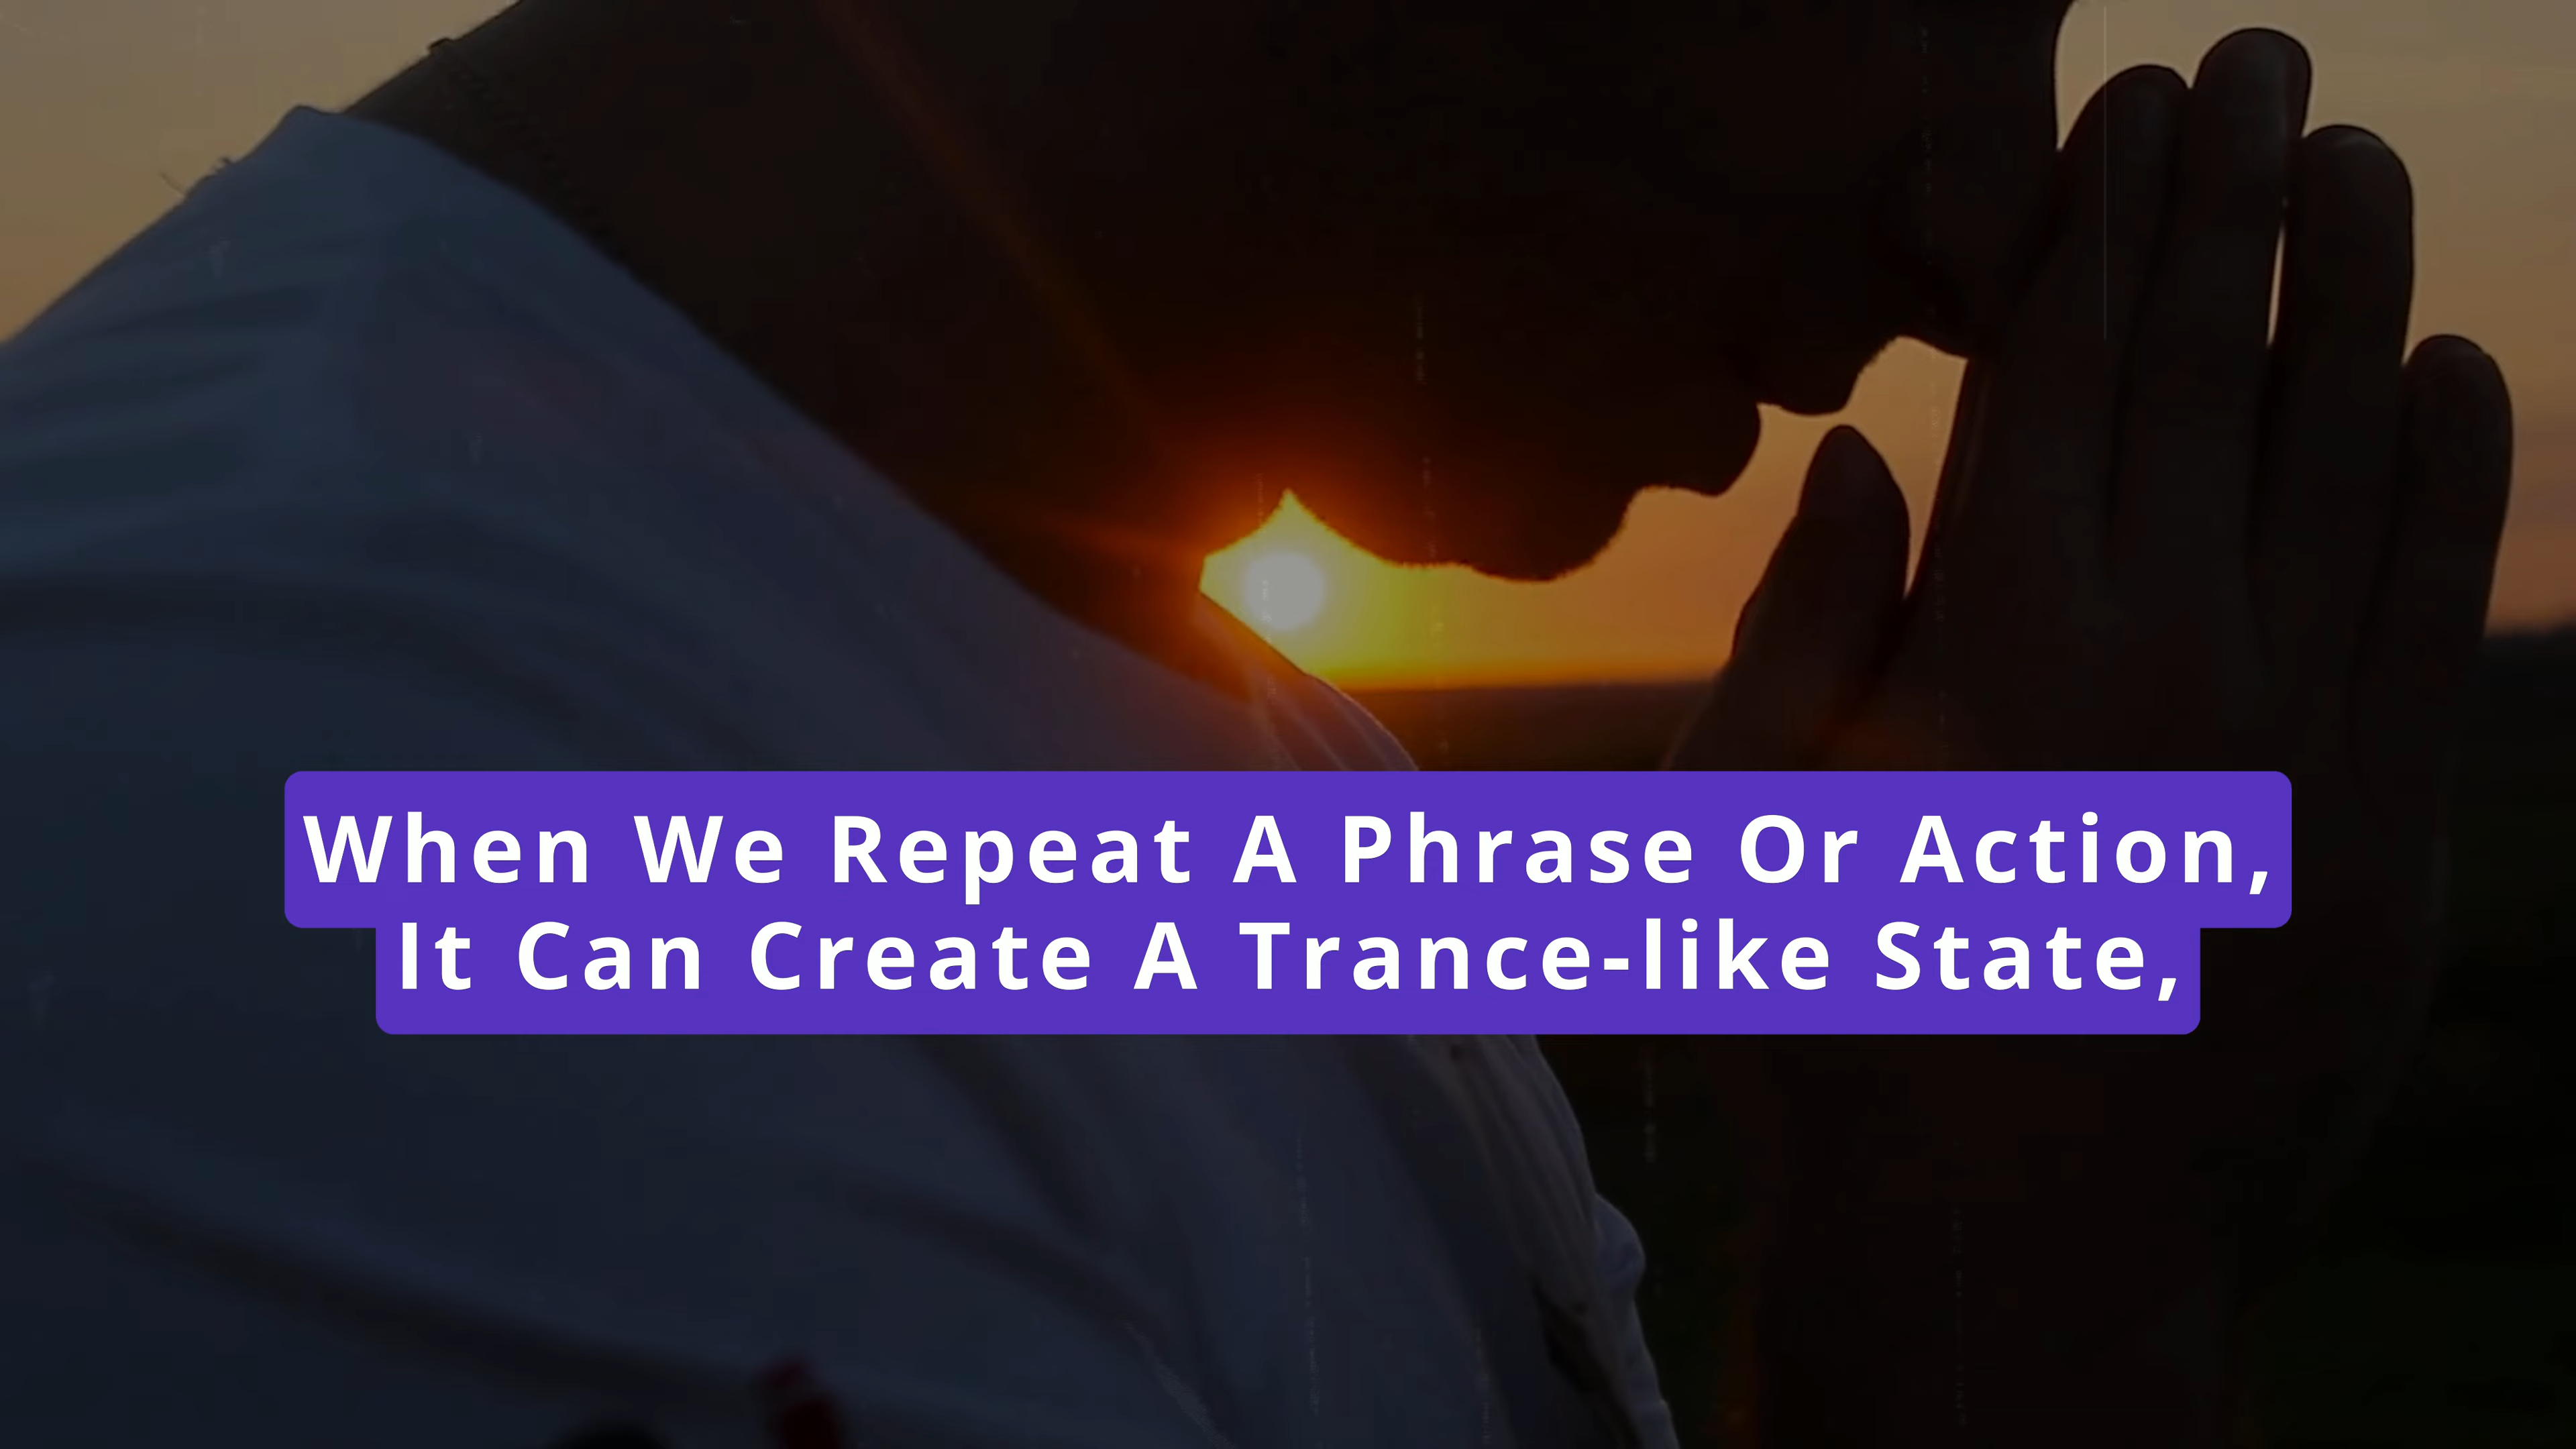 When We Repeat A Phrase Or Action,
It Can Create A Trance-like State,